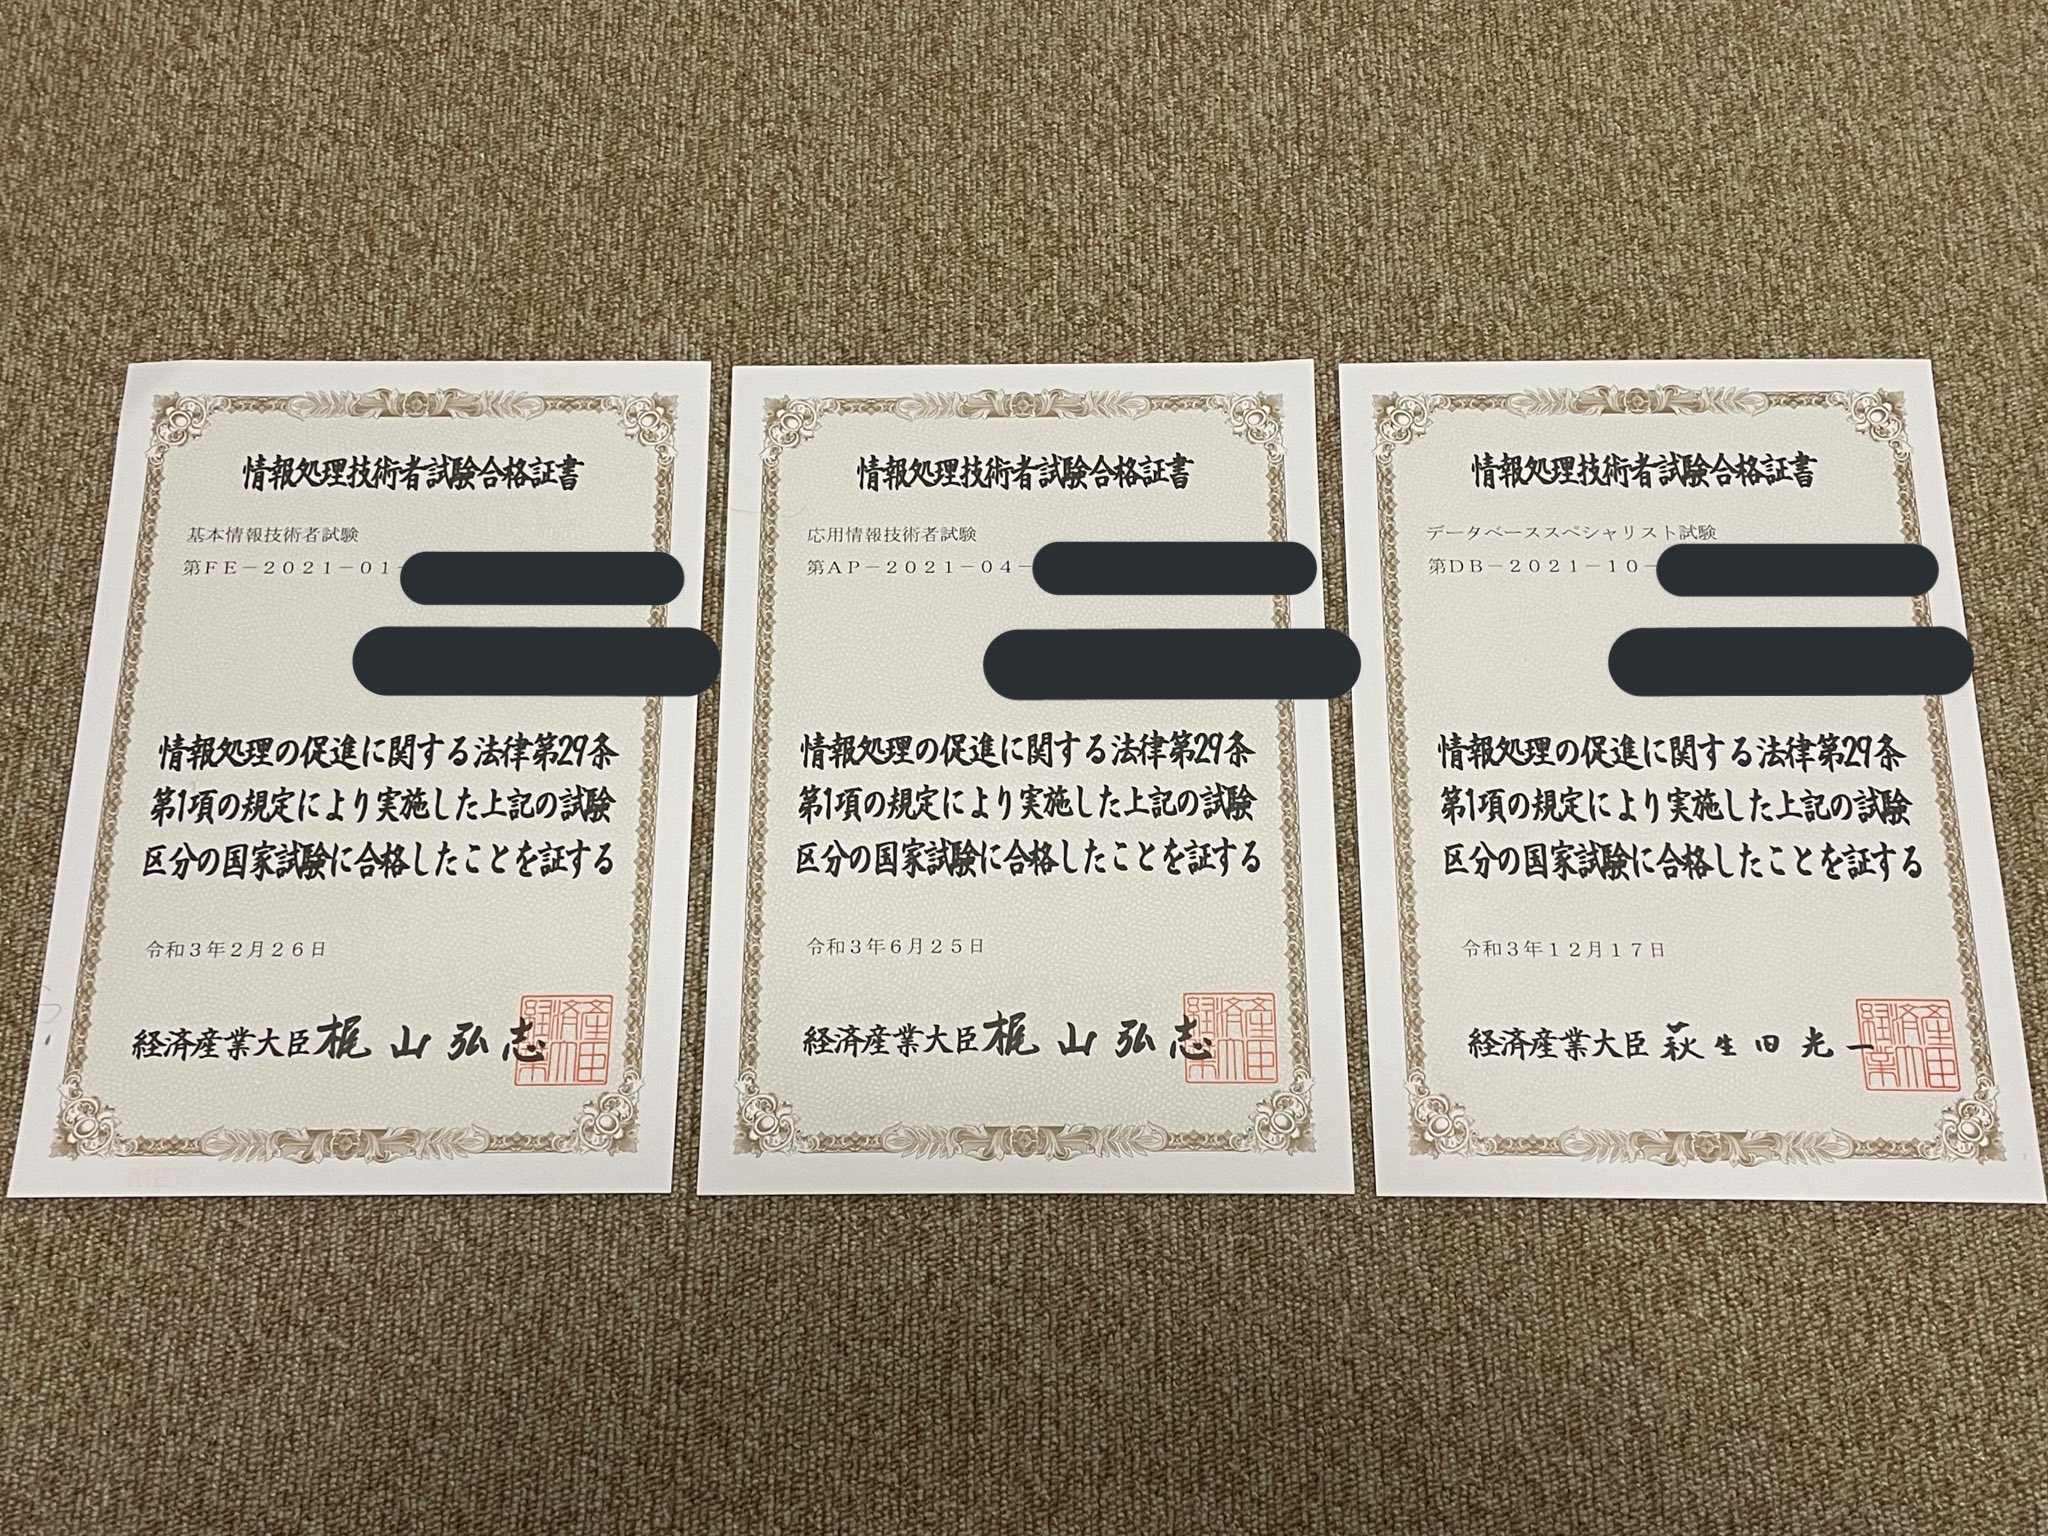 情報処理技術者試験合格証書
基本情報技術者試験
第FE-2021-01-
情報処理の促進に関する法律第29条
第1項の規定により実施した上記の試験
区分の国家試験に合格したことを証する
令和3年2月26日
経済産業大臣 梶山弘志
情報処理技術者試験合格証書
応用情報技術者試験
第AP-2021-04-
情報処理の促進に関する法律第29条
第1項の規定により実施した上記の試験
区分の国家試験に合格したことを証する
令和3年6月25日
経済産業大臣 梶山弘志
情報処理技術者試験合格証書
データベーススペシャリスト試験
第DB-2021-10-
情報処理の促進に関する法律第29条
第1項の規定により実施した上記の試験
区分の国家試験に合格したことを証する
令和3年12月17日
経済産業大臣 萩生田光一